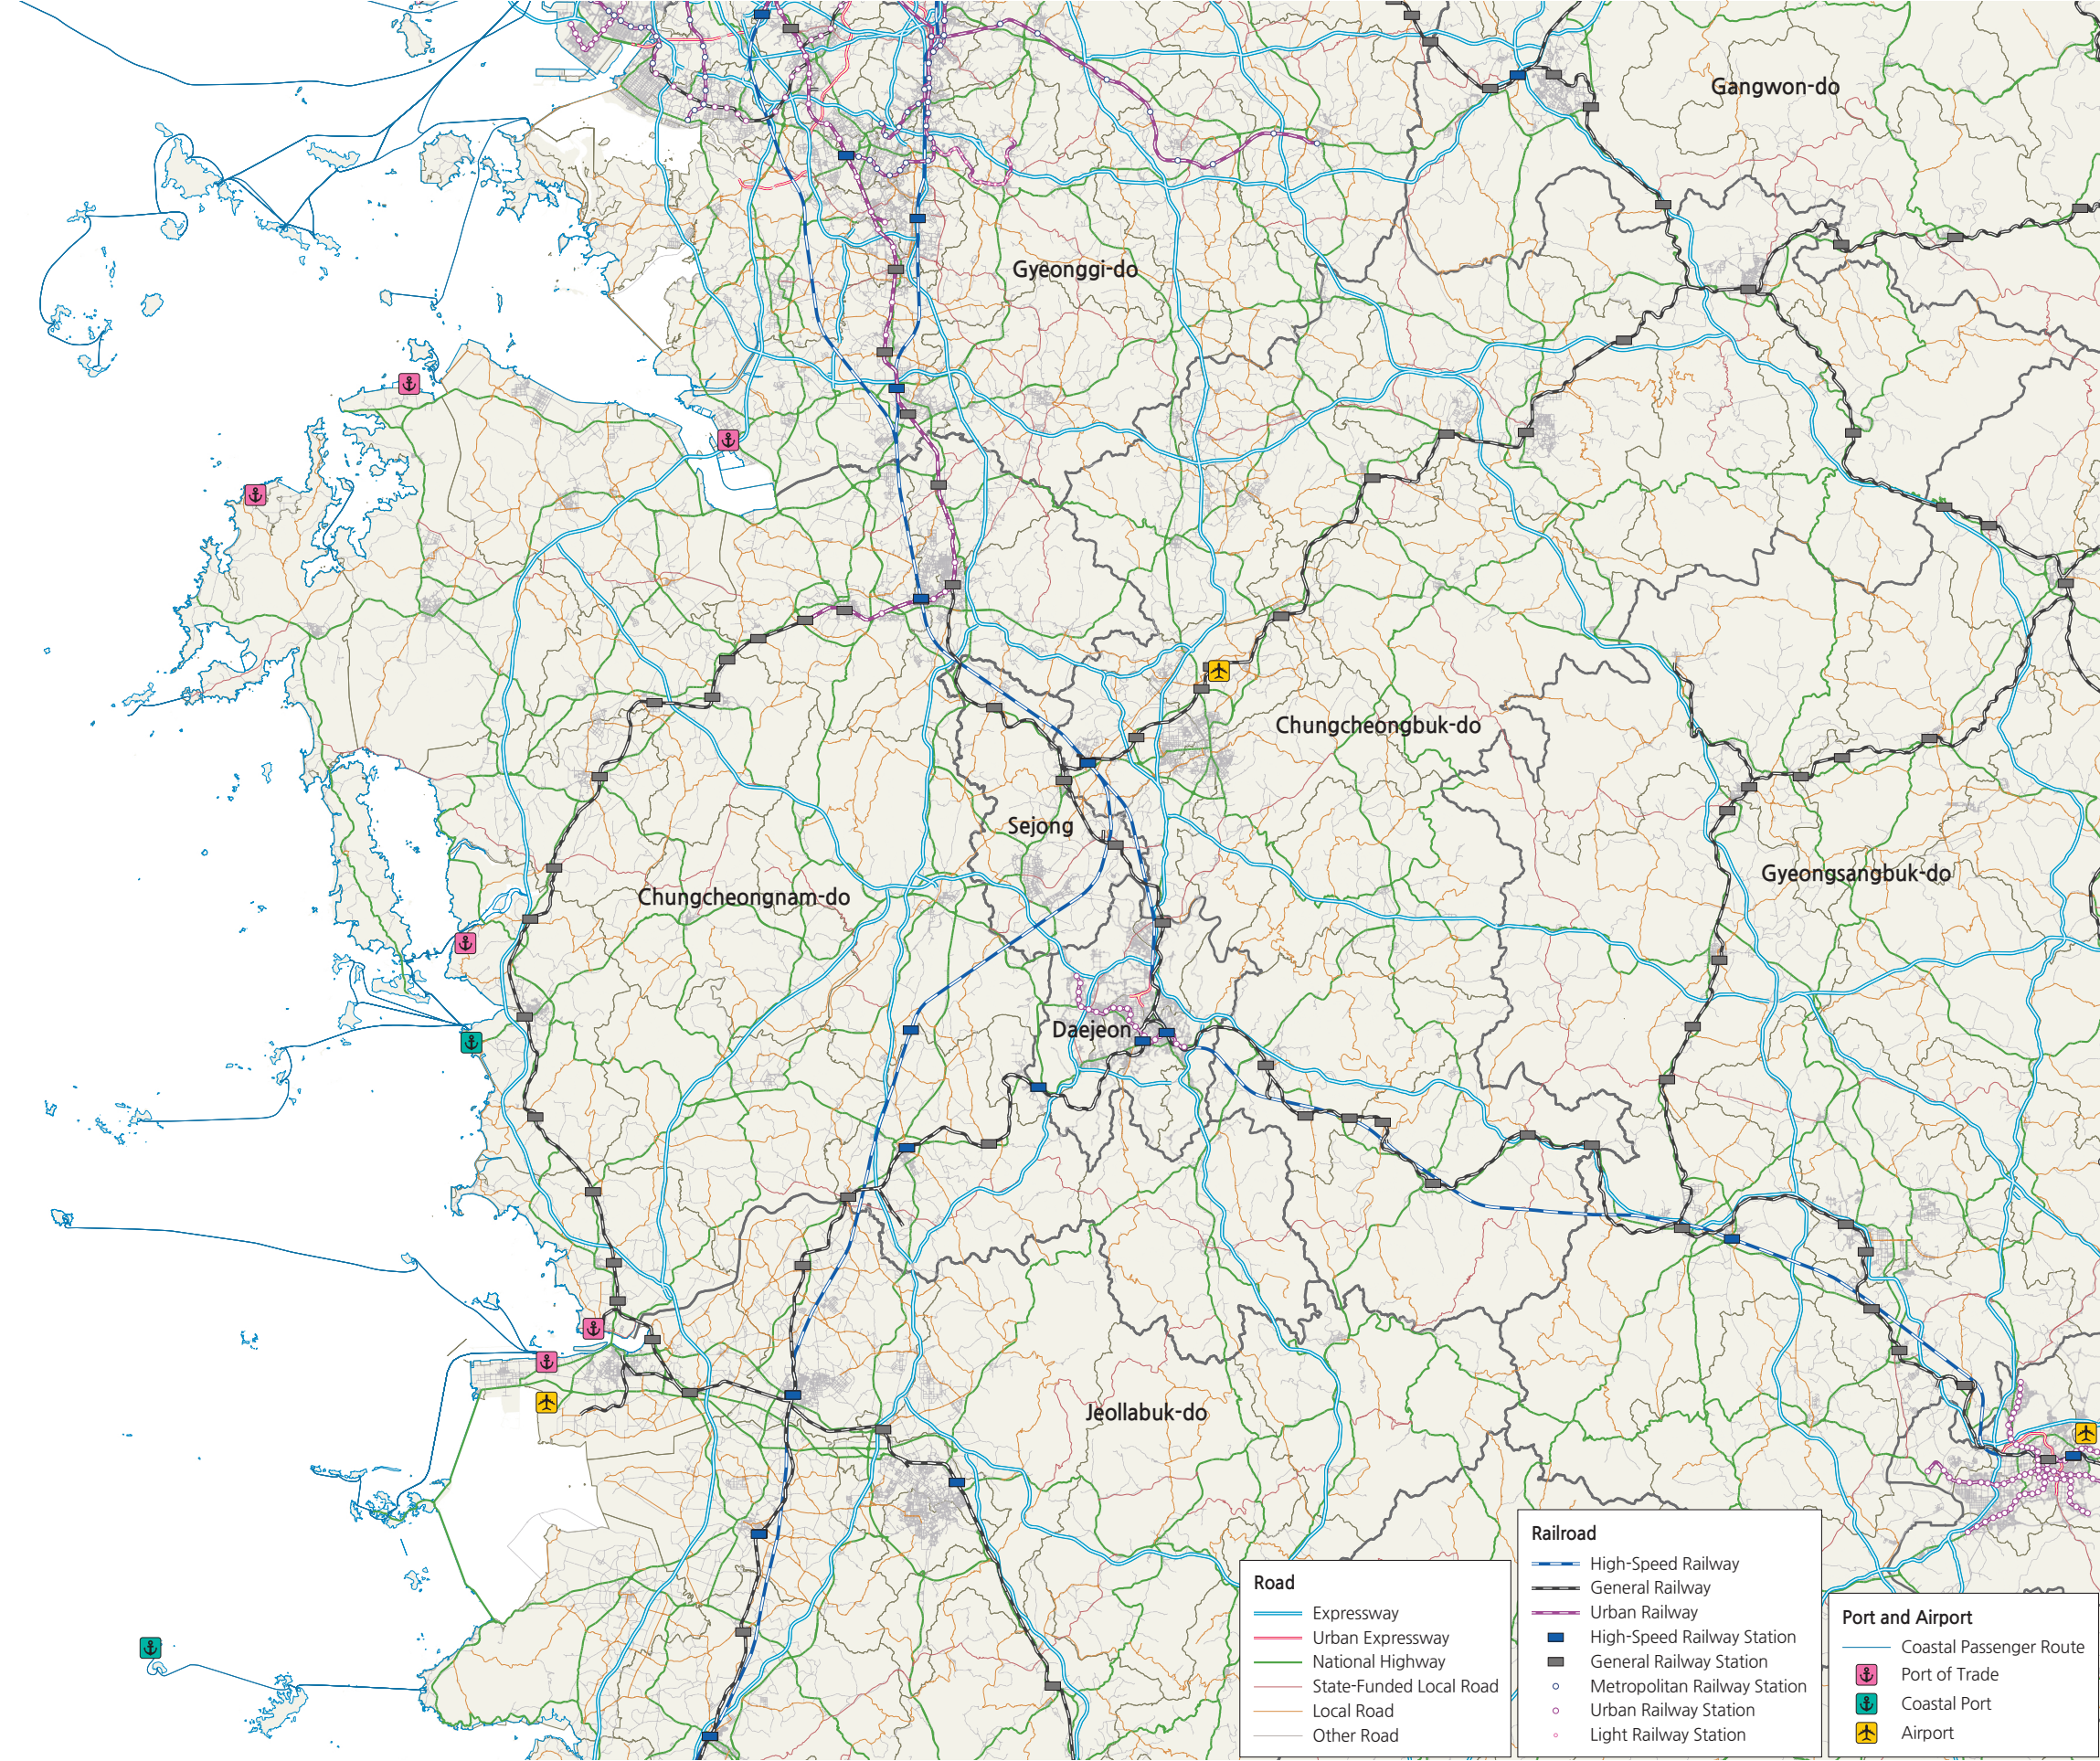 Gangwon-do
Gyeonggi-do
Chungcheongbuk-do
Sejong
Gyeongsangbuk-do
Chungcheongnam-do
Daejeon
Jeollabuk-do
Road
Expressway
Urban Expressway
National Highway
State-Funded Local Road
Local Road
Other Road
Railroad
High-Speed Railway
General Railway
Urban Railway
High-Speed Railway Station
General Railway Station
Metropolitan Railway Station
Urban Railway Station
Light Railway Station
Port and Airport
Coastal Passenger Route
Port of Trade
Coastal Port
Airport